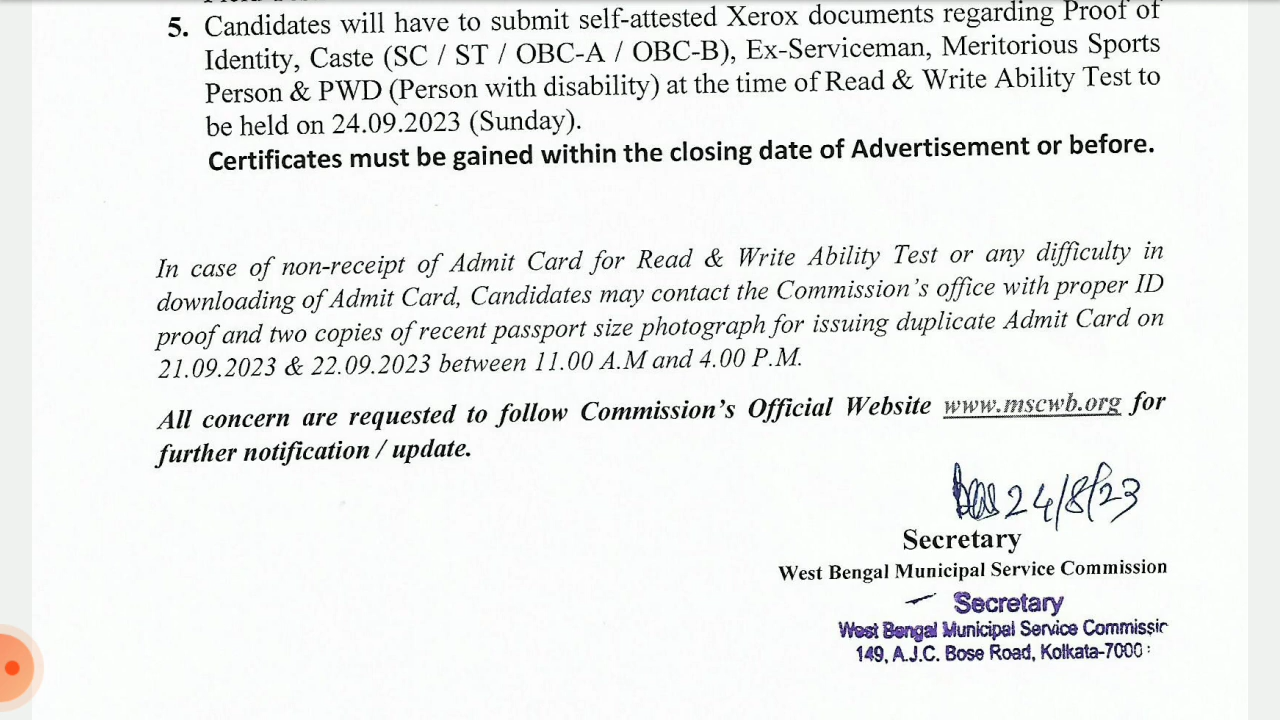 5. Candidates will have to submit self-attested Xerox documents regarding Proof of
Identity, Caste (SC / ST / OBC-A / OBC-B), Ex-Serviceman, Meritorious Sports
Person & PWD (Person with disability) at the time of Read & Write Ability Test to
be held on 24.09.2023 (Sunday).
Certificates must be gained within the closing date of Advertisement or before.
In case of non-receipt of Admit Card for Read & Write Ability Test or any difficulty in
downloading of Admit Card, Candidates may contact the Commission's office with proper ID
proof and two copies of recent passport size photograph for issuing duplicate Admit Card on
21.09.2023 & 22.09.2023 between 11.00 A.M and 4.00 P.M.
All concern are requested to follow Commission's Official Website www.mscwb.org for
further notification / update.
24/8/23
Secretary
West Bengal Municipal Service Commission
Secretary
West Bengal Municipal Service Commissir
149, A.J.C. Bose Road, Kolkata-7000